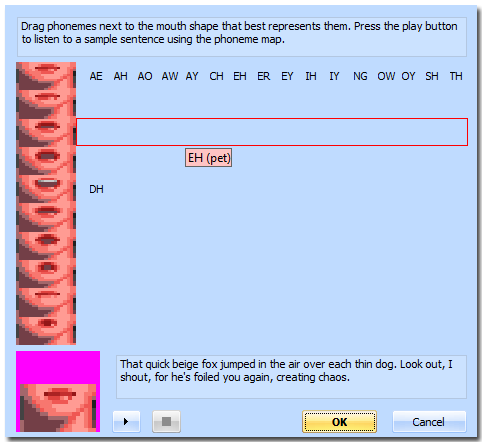 Drag phonemes next to the mouth shape that best represents them. Press the play button
to listen to a sample sentence using the phoneme map.
AE AH AO AW AY CH EH ER EY IH IY NG OW OY SH TH
EH (pet)
DH
That quick beige fox jumped in the air over each thin dog. Look out, I
shout, for he's foiled you again, creating chaos.
OK Cancel